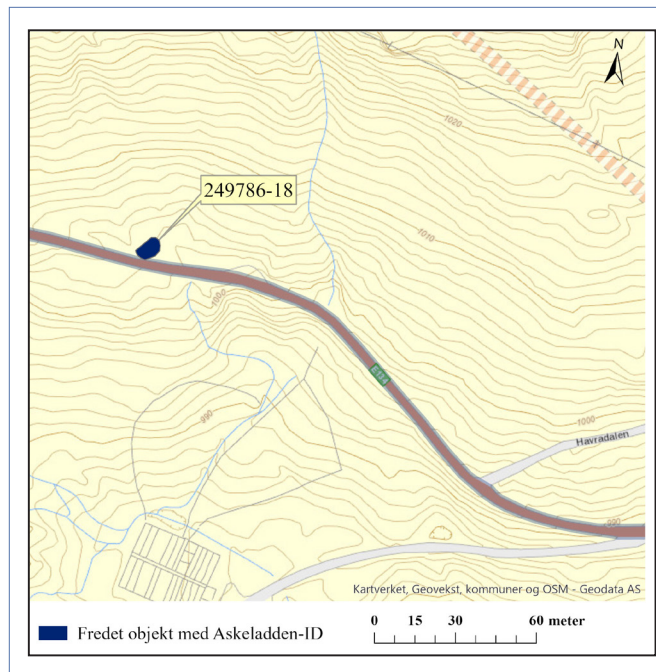 N
1020
249786-18
1010
1000
E134
990
1000
Havradalen
990
Kartverket, Geovekst, kommuner og OSM - Geodata AS
Fredet objekt med Askeladden-ID
0 15 30 60 meter